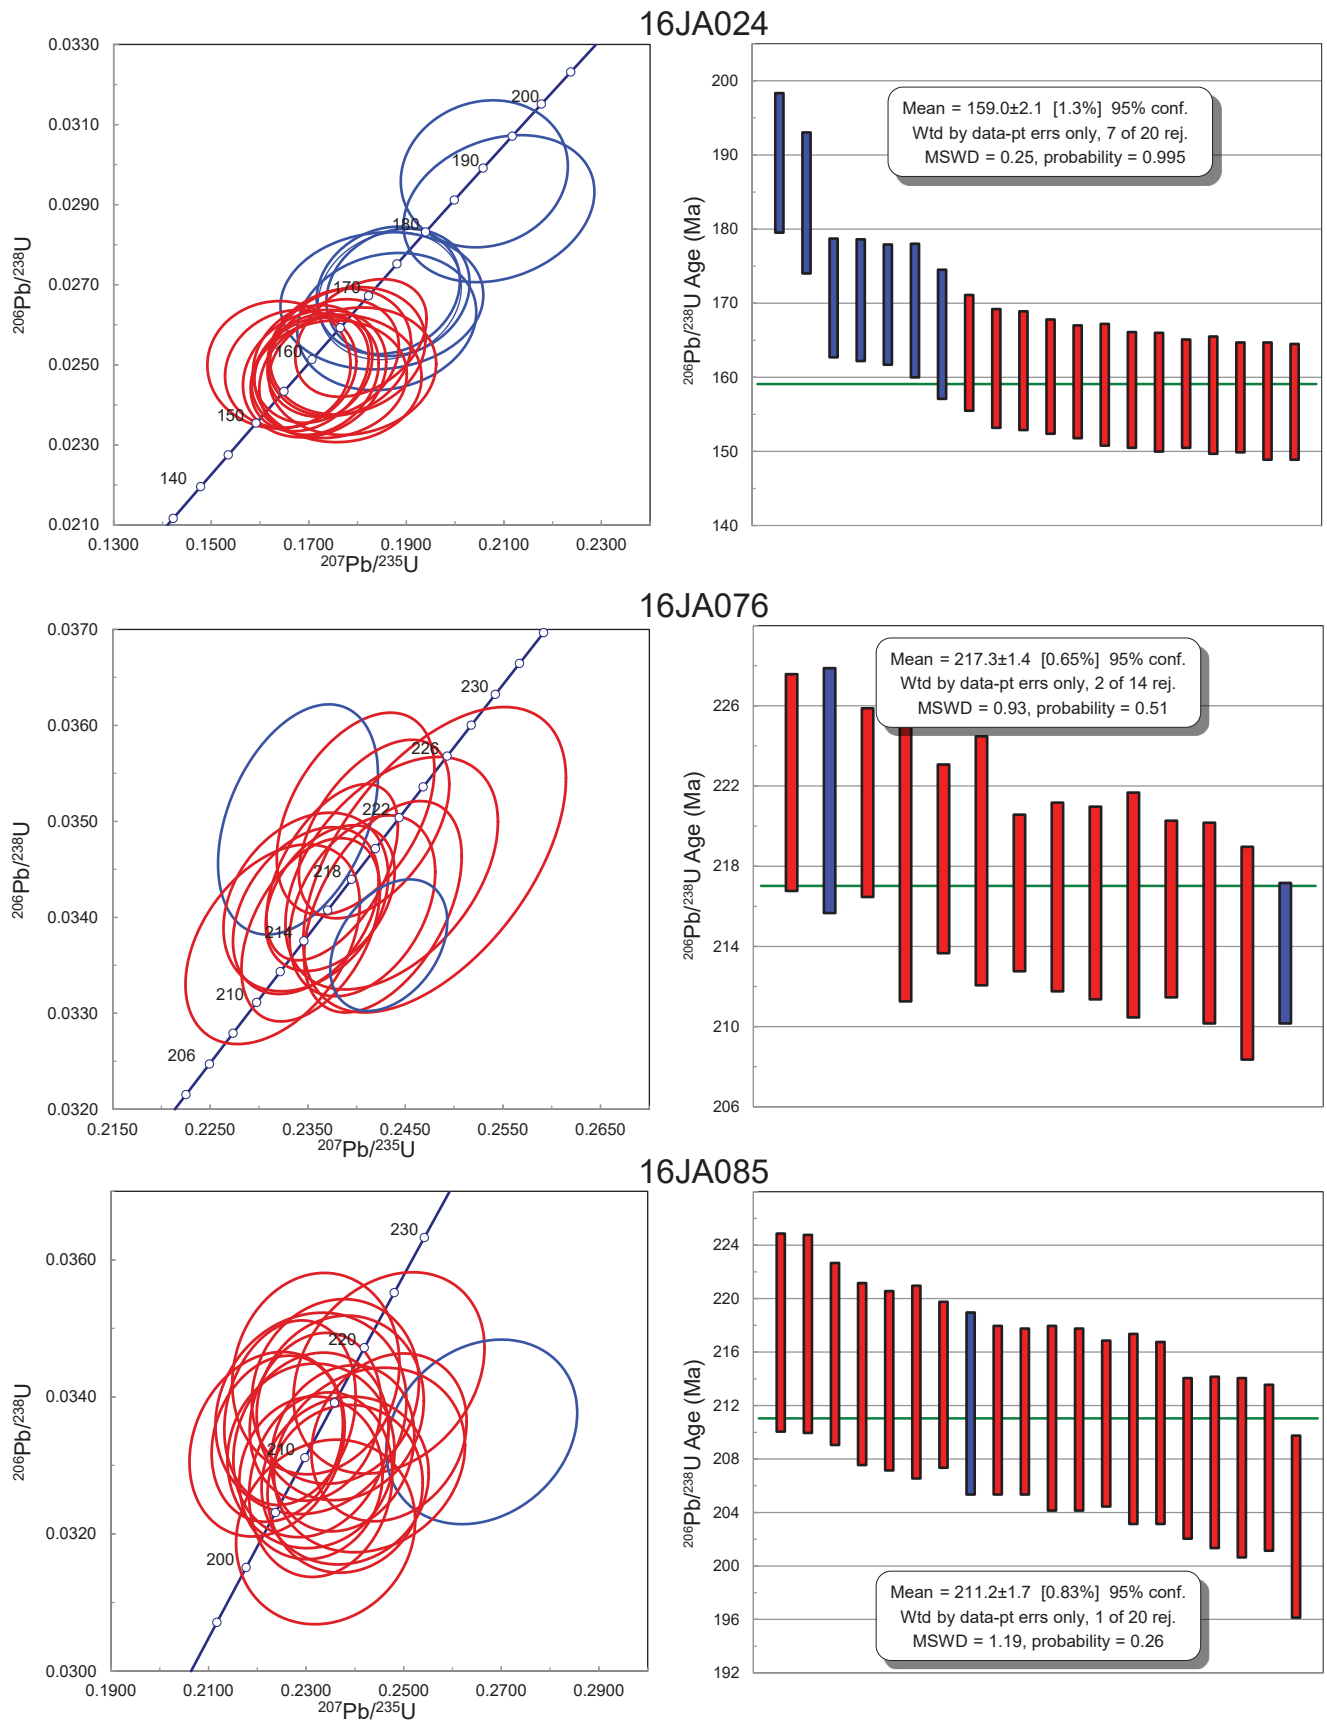 16JA024
0.0330
0.0310
0.0290
0.0270
0.0250
0.0230
0.0210
206Pb/238U
0.1300 0.1500 0.1700 0.1900 0.2100 0.2300
207Pb/235U
140
150
160
170
180
190
200
200
190
180
170
160
150
140
206Pb/238U Age (Ma)
Mean = 159.0±2.1 [1.3%] 95% conf.
Wtd by data-pt errs only, 7 of 20 rej.
MSWD = 0.25, probability = 0.995
16JA076
0.0370
0.0360
0.0350
0.0340
0.0330
0.0320
206Pb/238U
0.2150 0.2250 0.2350 0.2450 0.2550 0.2650
207Pb/235U
206
210
214
218
222
226
230
226
222
218
214
210
206
206Pb/238U Age (Ma)
Mean = 217.3±1.4 [0.65%] 95% conf.
Wtd by data-pt errs only, 2 of 14 rej.
MSWD = 0.93, probability = 0.51
16JA085
0.0360
0.0340
0.0320
0.0300
206Pb/238U
0.1900 0.2100 0.2300 0.2500 0.2700 0.2900
207Pb/235U
200
210
220
230
224
220
216
212
208
204
200
196
192
206Pb/238U Age (Ma)
Mean = 211.2±1.7 [0.83%] 95% conf.
Wtd by data-pt errs only, 1 of 20 rej.
MSWD = 1.19, probability = 0.26